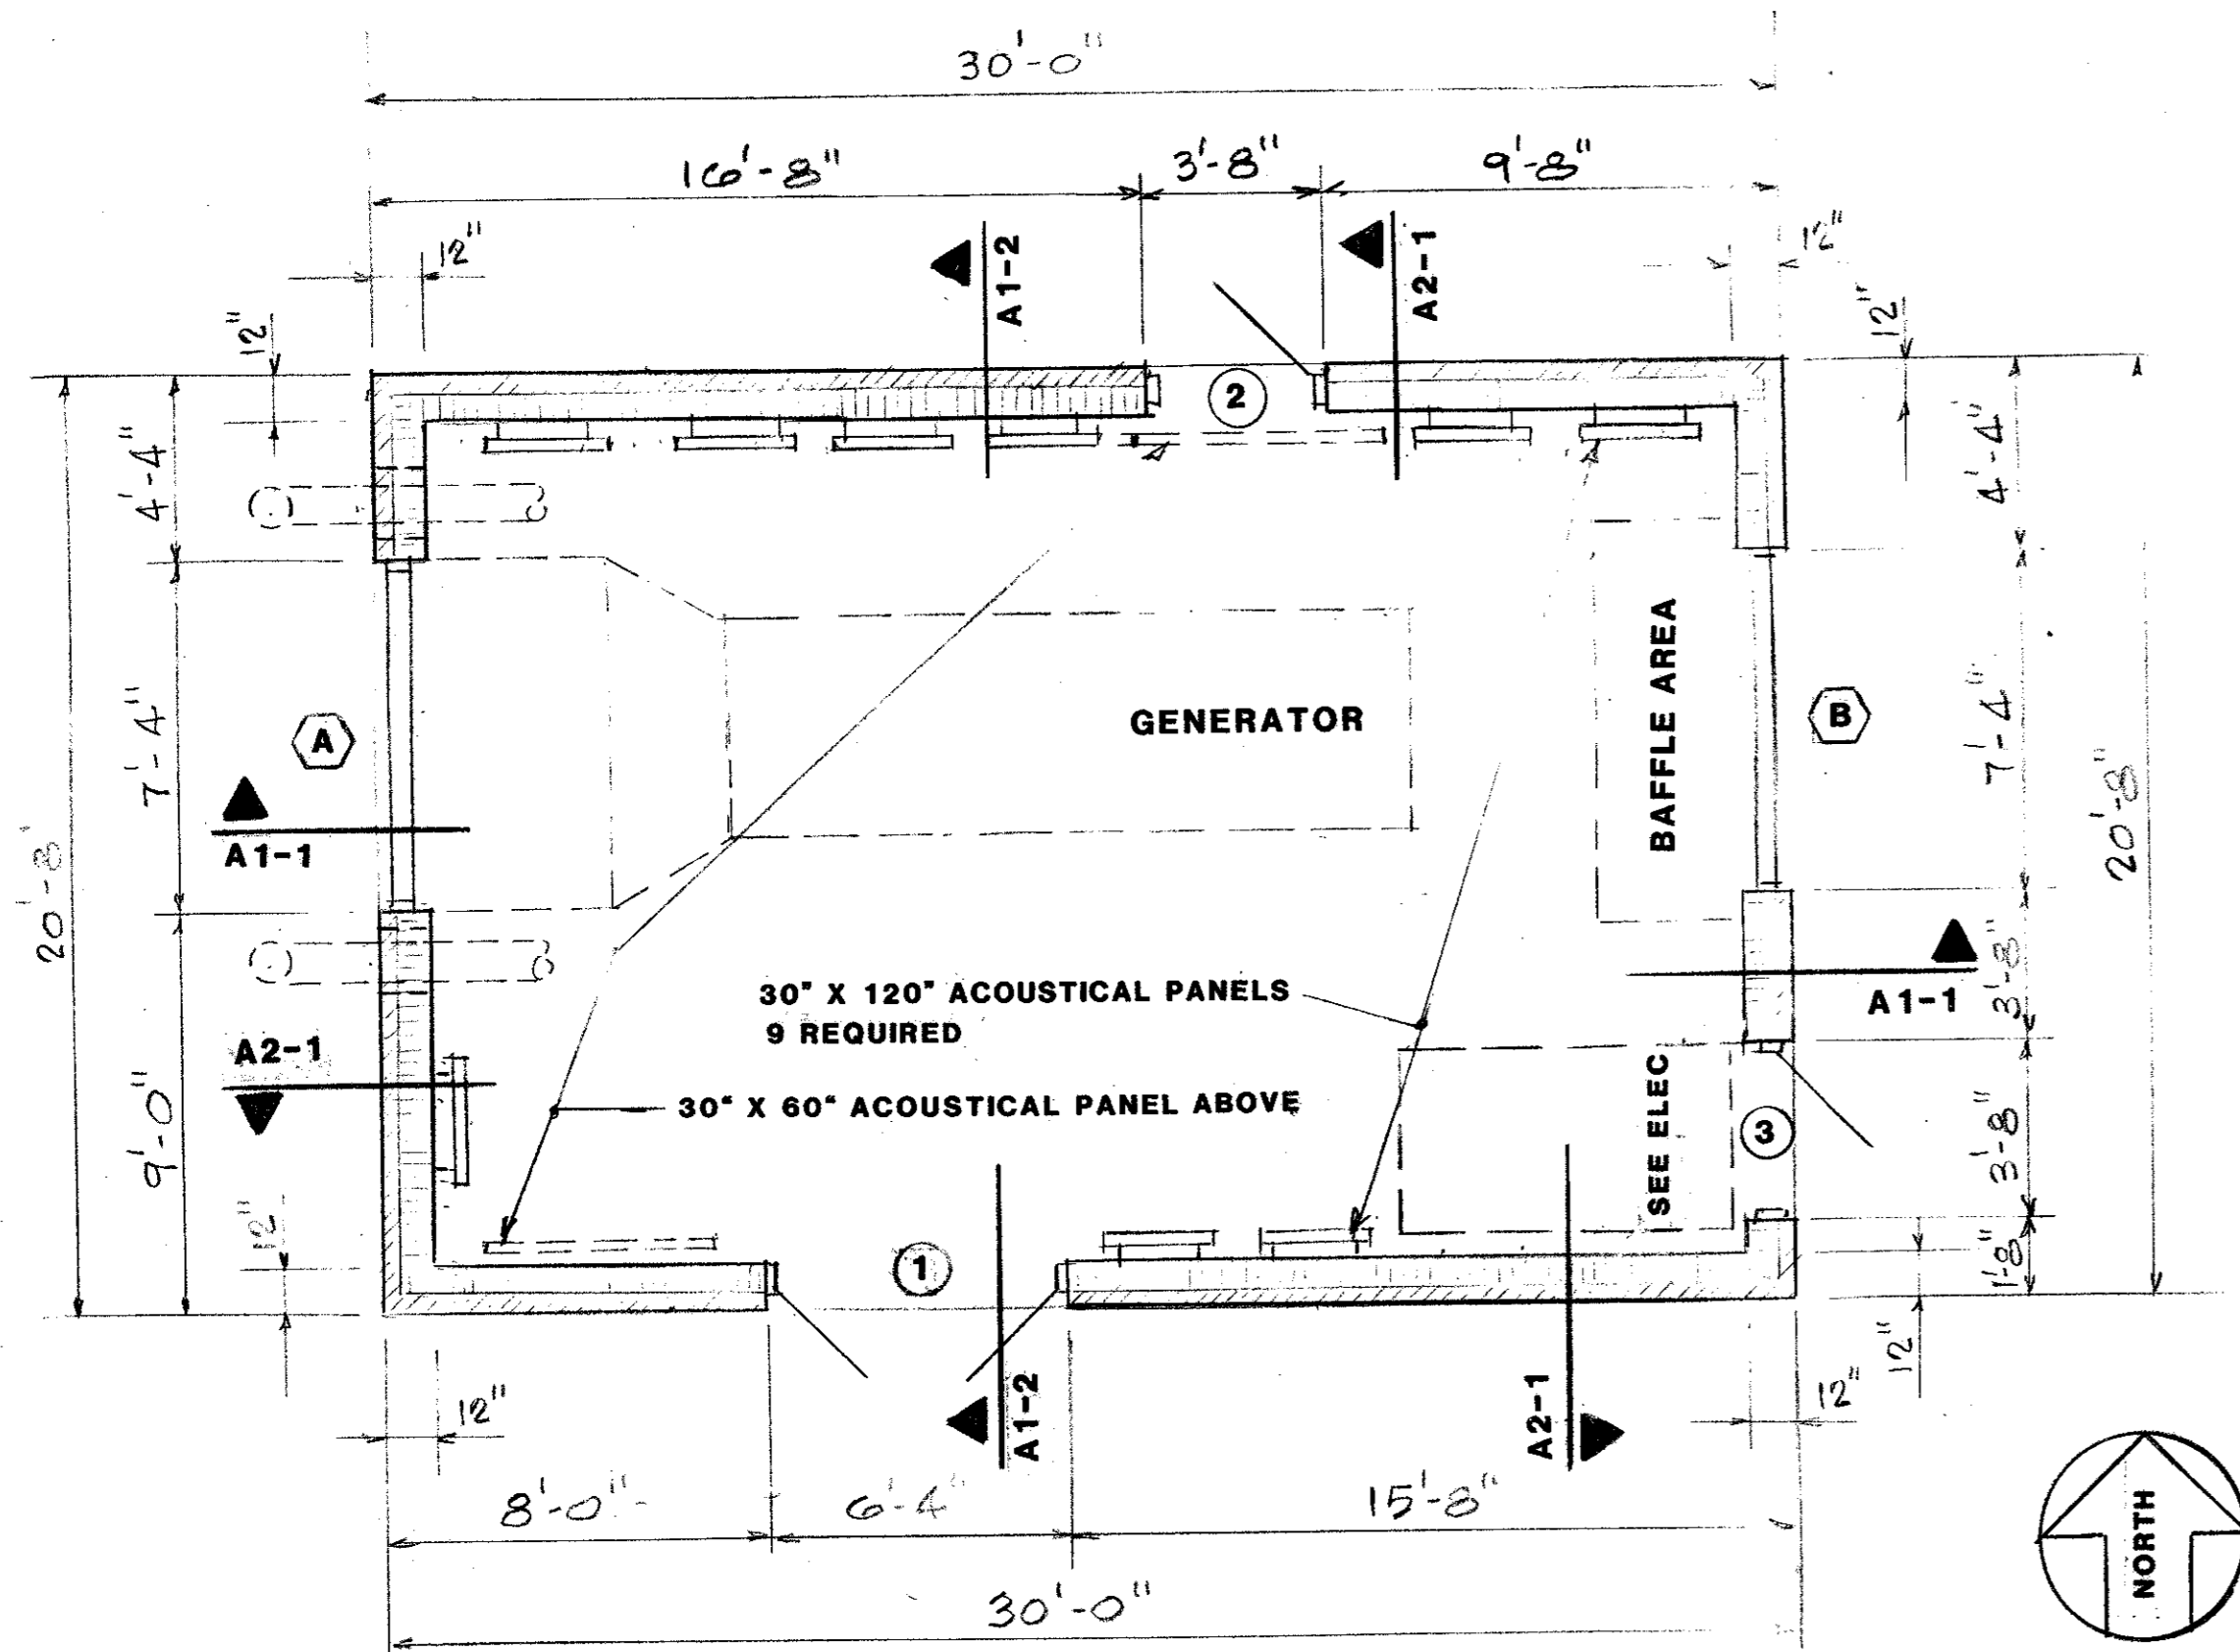 30'-0"
16'-8" 3'-8" 9'-8"
12" A1-2 A2-1 12"
12" 12"
4'-4" 2 4'-4"
7'-4" A GENERATOR BAFFLE AREA B 7'-4"
A1-1
20'-8" 20'-8"
30" X 120" ACOUSTICAL PANELS
9 REQUIRED
A1-1 3'-8"
A2-1
30" X 60" ACOUSTICAL PANEL ABOVE
9'-0" SEE ELEC 3 3'-8"
12" 1 1'-8"
12"
12" A1-2 A2-1 12"
8'-0" 6'-4" 15'-8"
30'-0"
NORTH